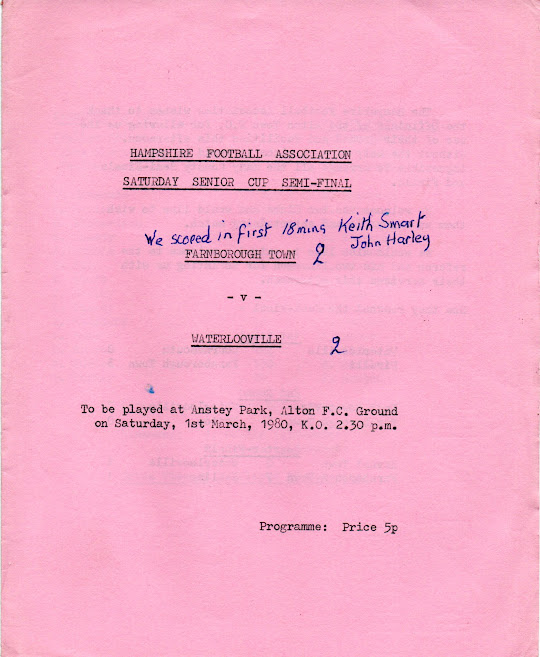 HAMPSHIRE FOOTBALL ASSOCIATION
SATURDAY SENIOR CUP SEMI-FINAL
We scored in first 18 mins Keith Smart
John Harley
FARNBOROUGH TOWN 2
- v -
WATERLOOVILLE 2
To be played at Anstey Park, Alton F.C. Ground
on Saturday, 1st March, 1980, K.O. 2.30 p.m.
Programme: Price 5p